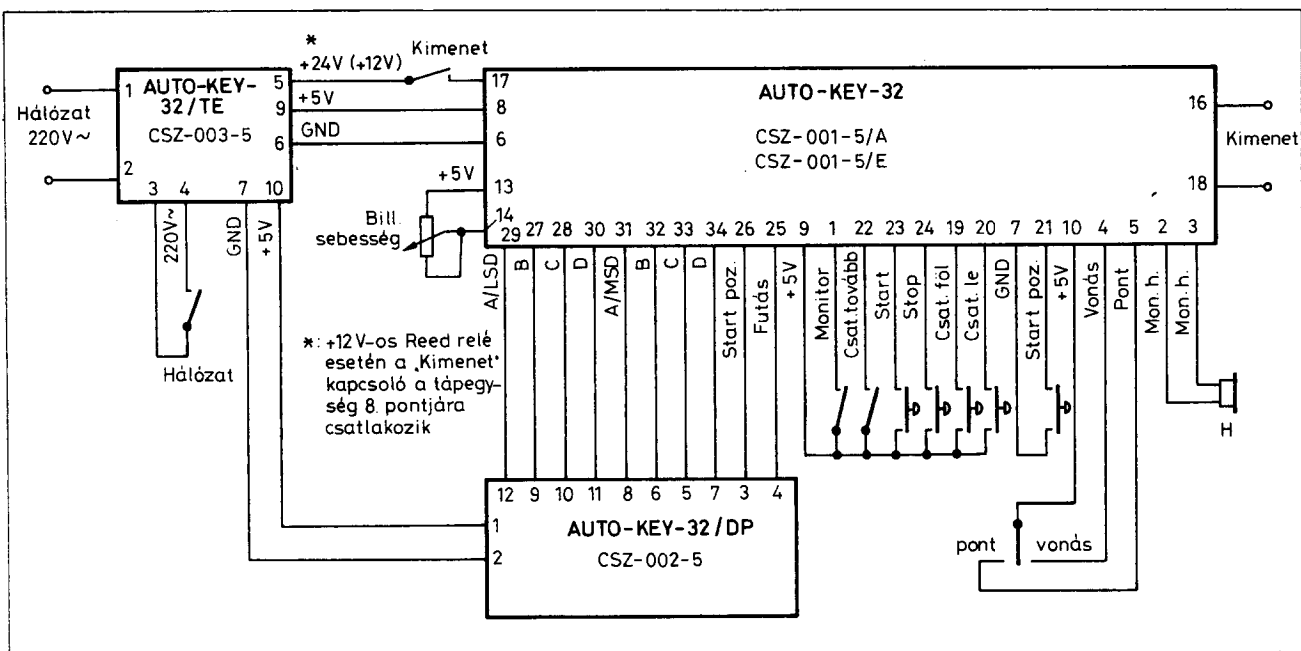 *
+24V (+12V)
Kimenet
AUTO-KEY-
32/TE
CSZ-003-5
1
2
5
9
6
3 4 7 10
Hálózat
220V~
+5V
GND
220V~
GND
+5V
Hálózat
AUTO-KEY-32
CSZ-001-5/A
CSZ-001-5/E
17
8
6
13
14
16
18
Kimenet
+5V
Bill.
sebesség
29 27 28 30 31 32 33 34 26 25 9 1 22 23 24 19 20 7 21 10 4 5 2 3
A/LSD
B
C
D
A/MSD
B
C
D
Start poz.
Futás
+5V
Monitor
Csat.tovább
Start
Stop
Csat. föl
Csat. le
GND
Start poz.
+5V
Vonás
Pont
Mon. h.
Mon. h.
H
*: +12V-os Reed relé
esetén a „Kimenet"
kapcsoló a tápegy-
ség 8. pontjára
csatlakozik
12 9 10 11 8 6 5 7 3 4
1
2
AUTO-KEY-32/DP
CSZ-002-5
pont vonás